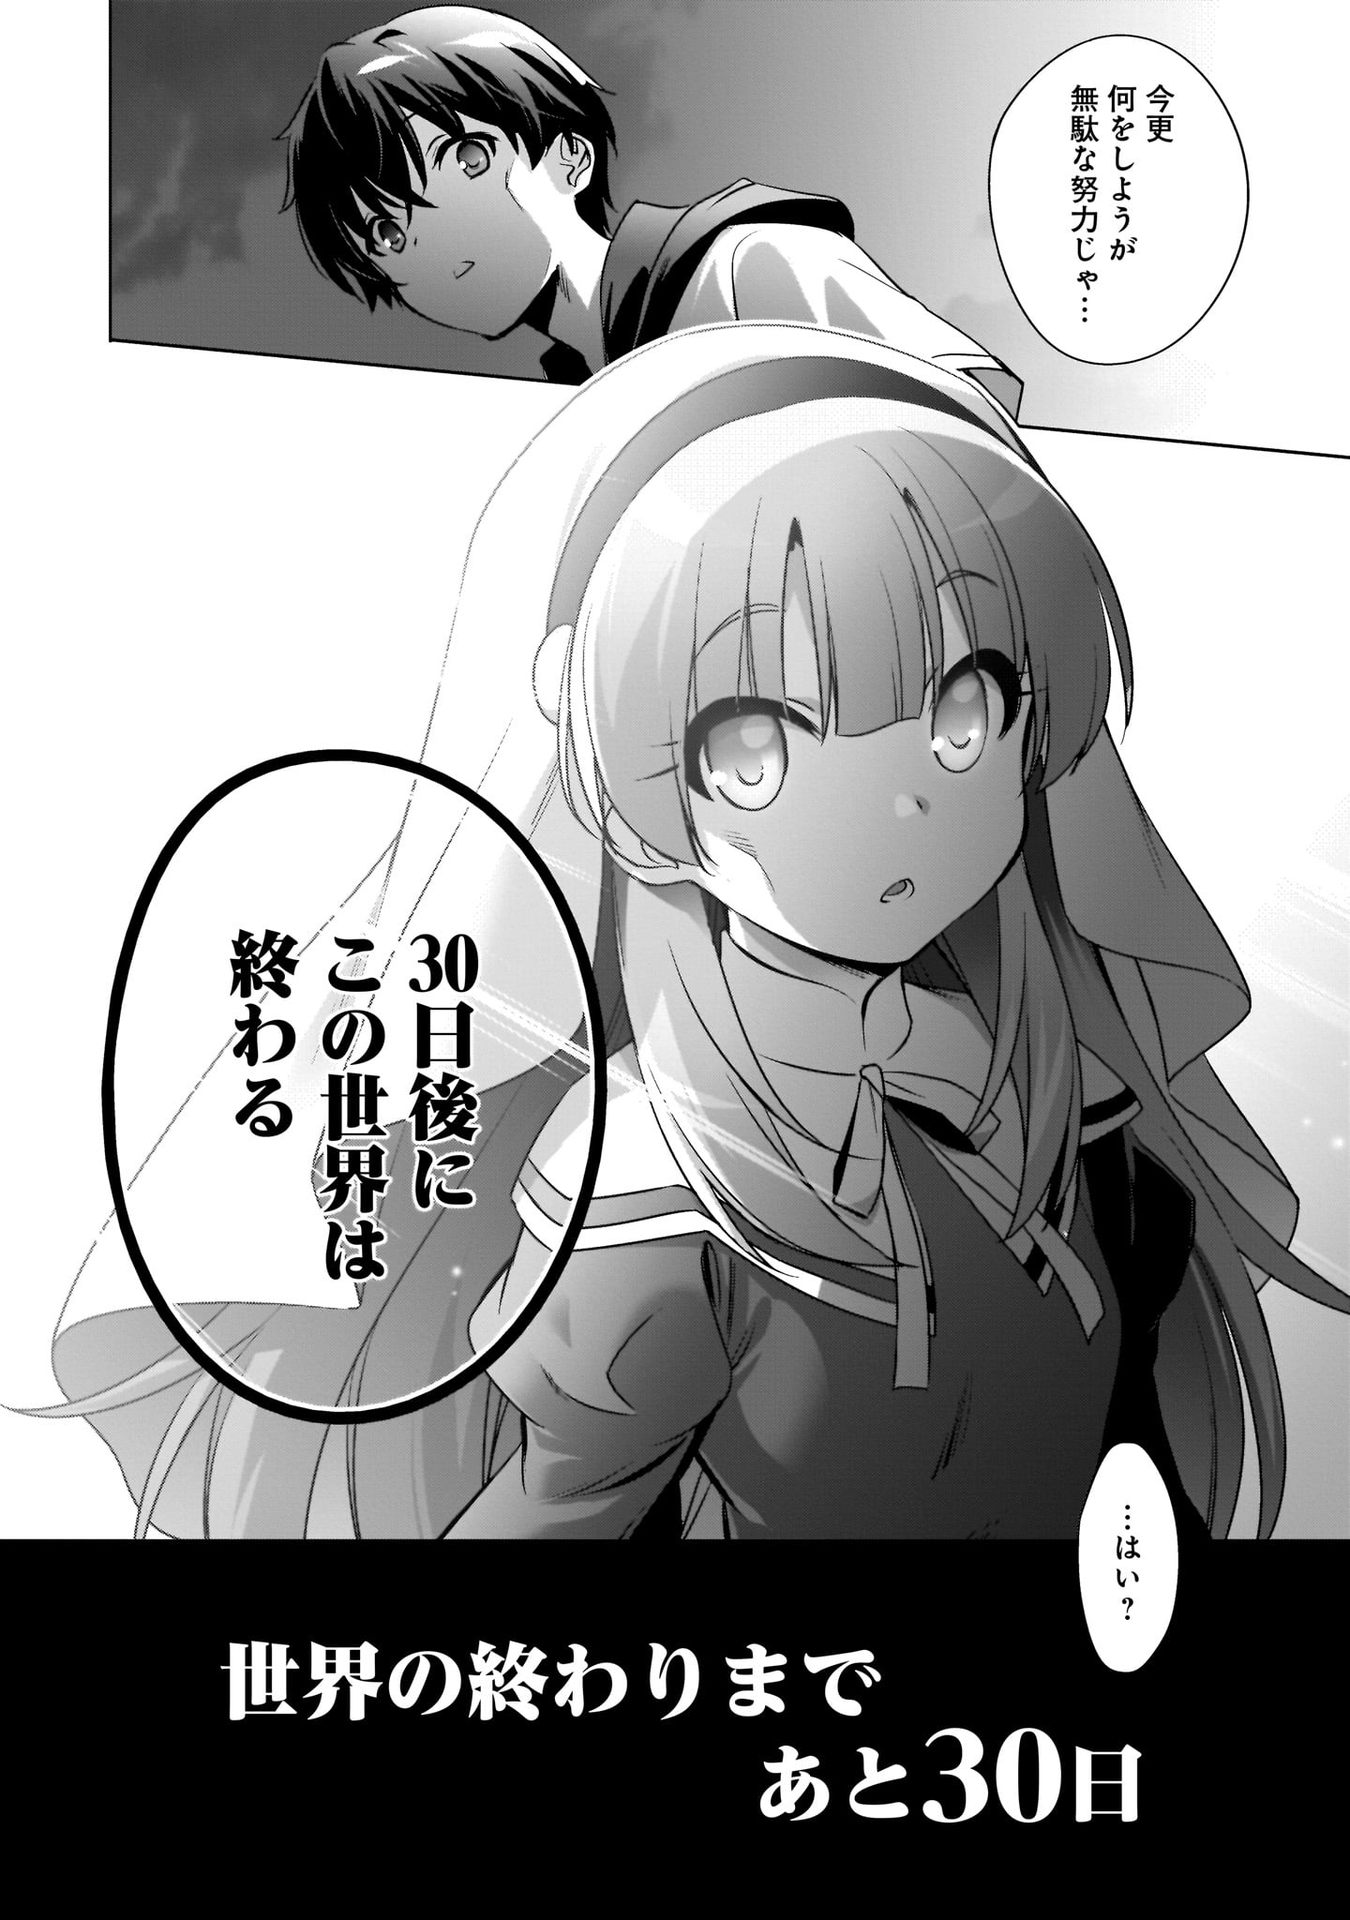 今更
何をしようが
無駄な努力じゃ…
30日後に
この世界は
終わる
…はい?
世界の終わりまで
あと30日